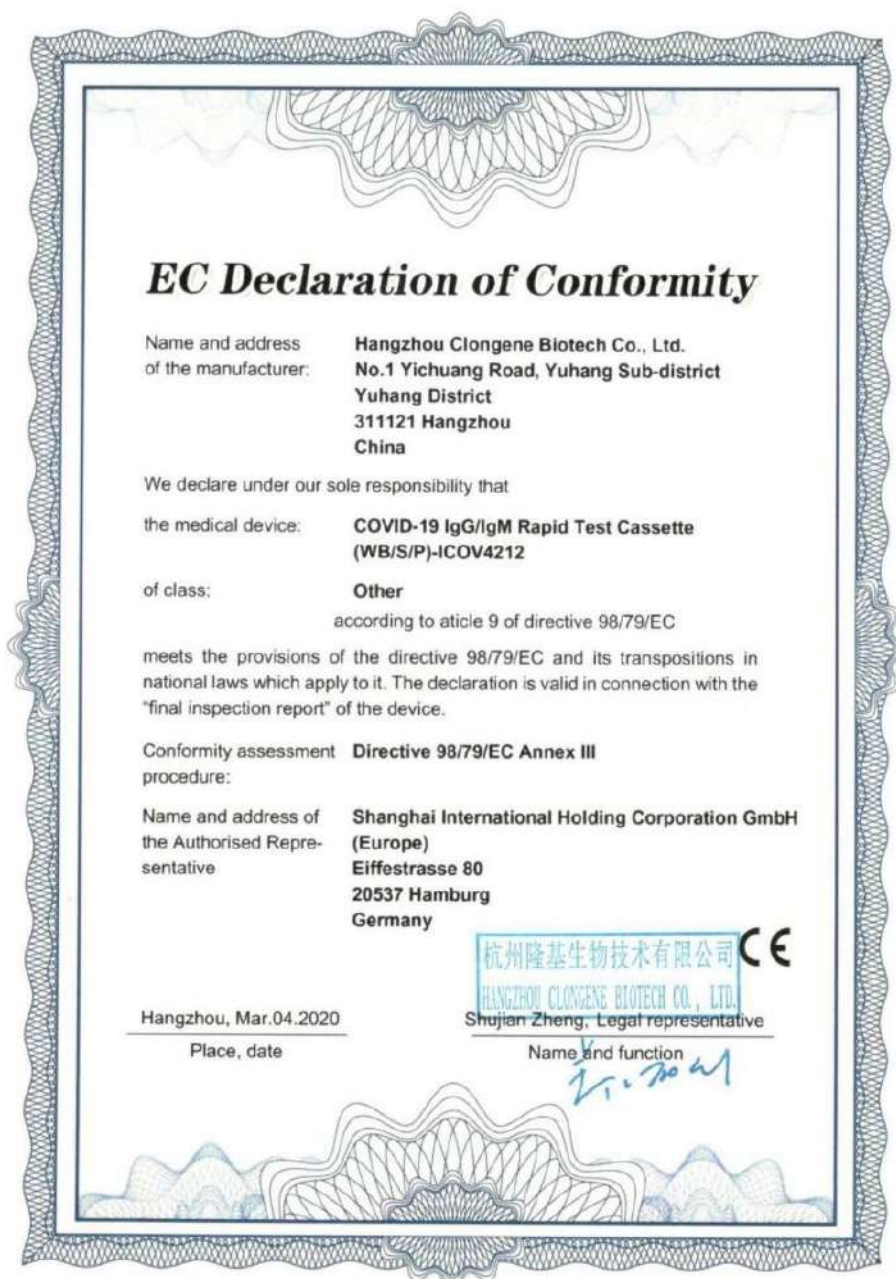 EC Declaration of Conformity
Name and address
of the manufacturer:
Hangzhou Clongene Biotech Co., Ltd.
No.1 Yichuang Road, Yuhang Sub-district
Yuhang District
311121 Hangzhou
China
We declare under our sole responsibility that
the medical device:
COVID-19 IgG/IgM Rapid Test Cassette
(WB/S/P)-ICOV4212
of class:
Other
according to aticle 9 of directive 98/79/EC
meets the provisions of the directive 98/79/EC and its transpositions in
national laws which apply to it. The declaration is valid in connection with the
"final inspection report" of the device.
Conformity assessment
procedure:
Directive 98/79/EC Annex III
Name and address of
the Authorised Repre-
sentative
Shanghai International Holding Corporation GmbH
(Europe)
Eiffestrasse 80
20537 Hamburg
Germany
杭州隆基生物技术有限公司
HANGZHOU CLONGENE BIOTECH CO., LTD.
CE
Hangzhou, Mar.04.2020
Place, date
Shujian Zheng, Legal representative
Name and function